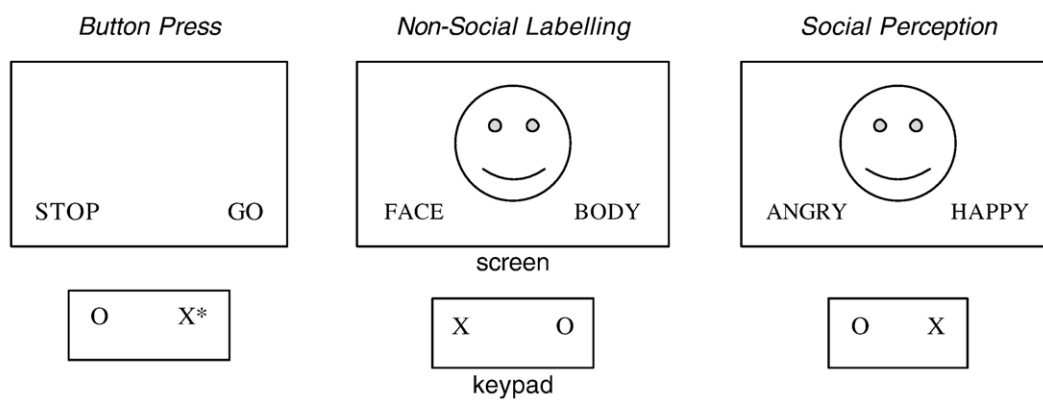 Button Press
Non-Social Labelling
Social Perception
STOP GO
FACE BODY
ANGRY HAPPY
screen
O X*
X O
O X
keypad